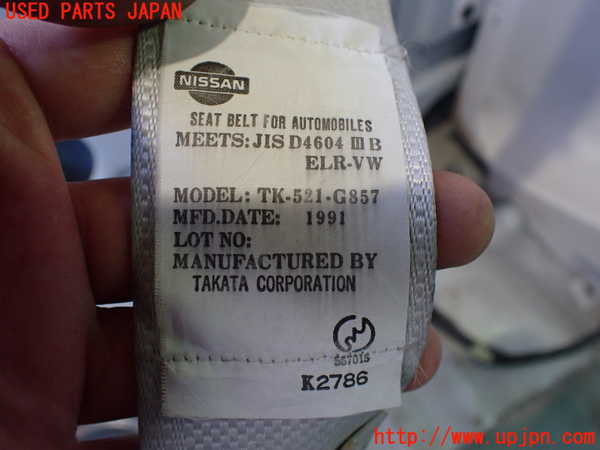 USED PARTS JAPAN
NISSAN
SEAT BELT FOR AUTOMOBILES
MEETS: JIS D4604 Ⅲ B
ELR-VW
MODEL: TK-521-G857
MFD.DATE: 1991
LOT NO:
MANUFACTURED BY
TAKATA CORPORATION
K2786
http://www.upjpn.com/